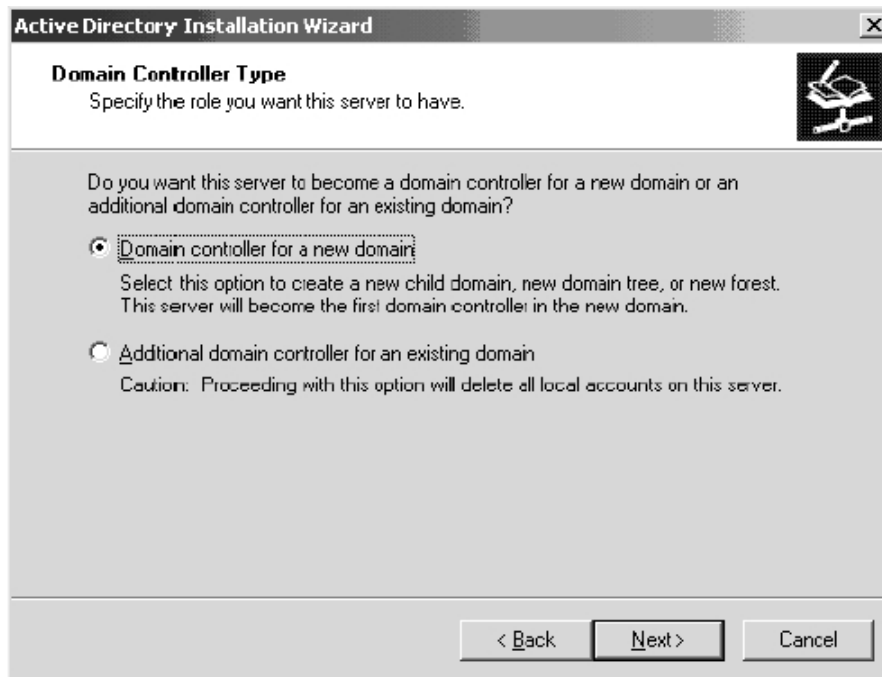 Active Directory Installation Wizard
Domain Controller Type
Specify the role you want this server to have.
Do you want this server to become a domain controller for a new domain or an
additional domain controller for an existing domain?
Domain controller for a new domain
Select this option to create a new child domain, new domain tree, or new forest.
This server will become the first domain controller in the new domain.
Additional domain controller for an existing domain
Caution: Proceeding with this option will delete all local accounts on this server.
< Back Next > Cancel